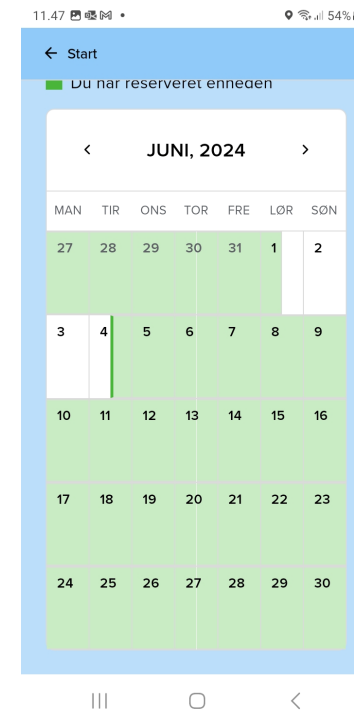 11.47 54%
Start
Du har reserveret enheden
JUNI, 2024
MAN TIR ONS TOR FRE LØR SØN
27 28 29 30 31 1 2
3 4 5 6 7 8 9
10 11 12 13 14 15 16
17 18 19 20 21 22 23
24 25 26 27 28 29 30